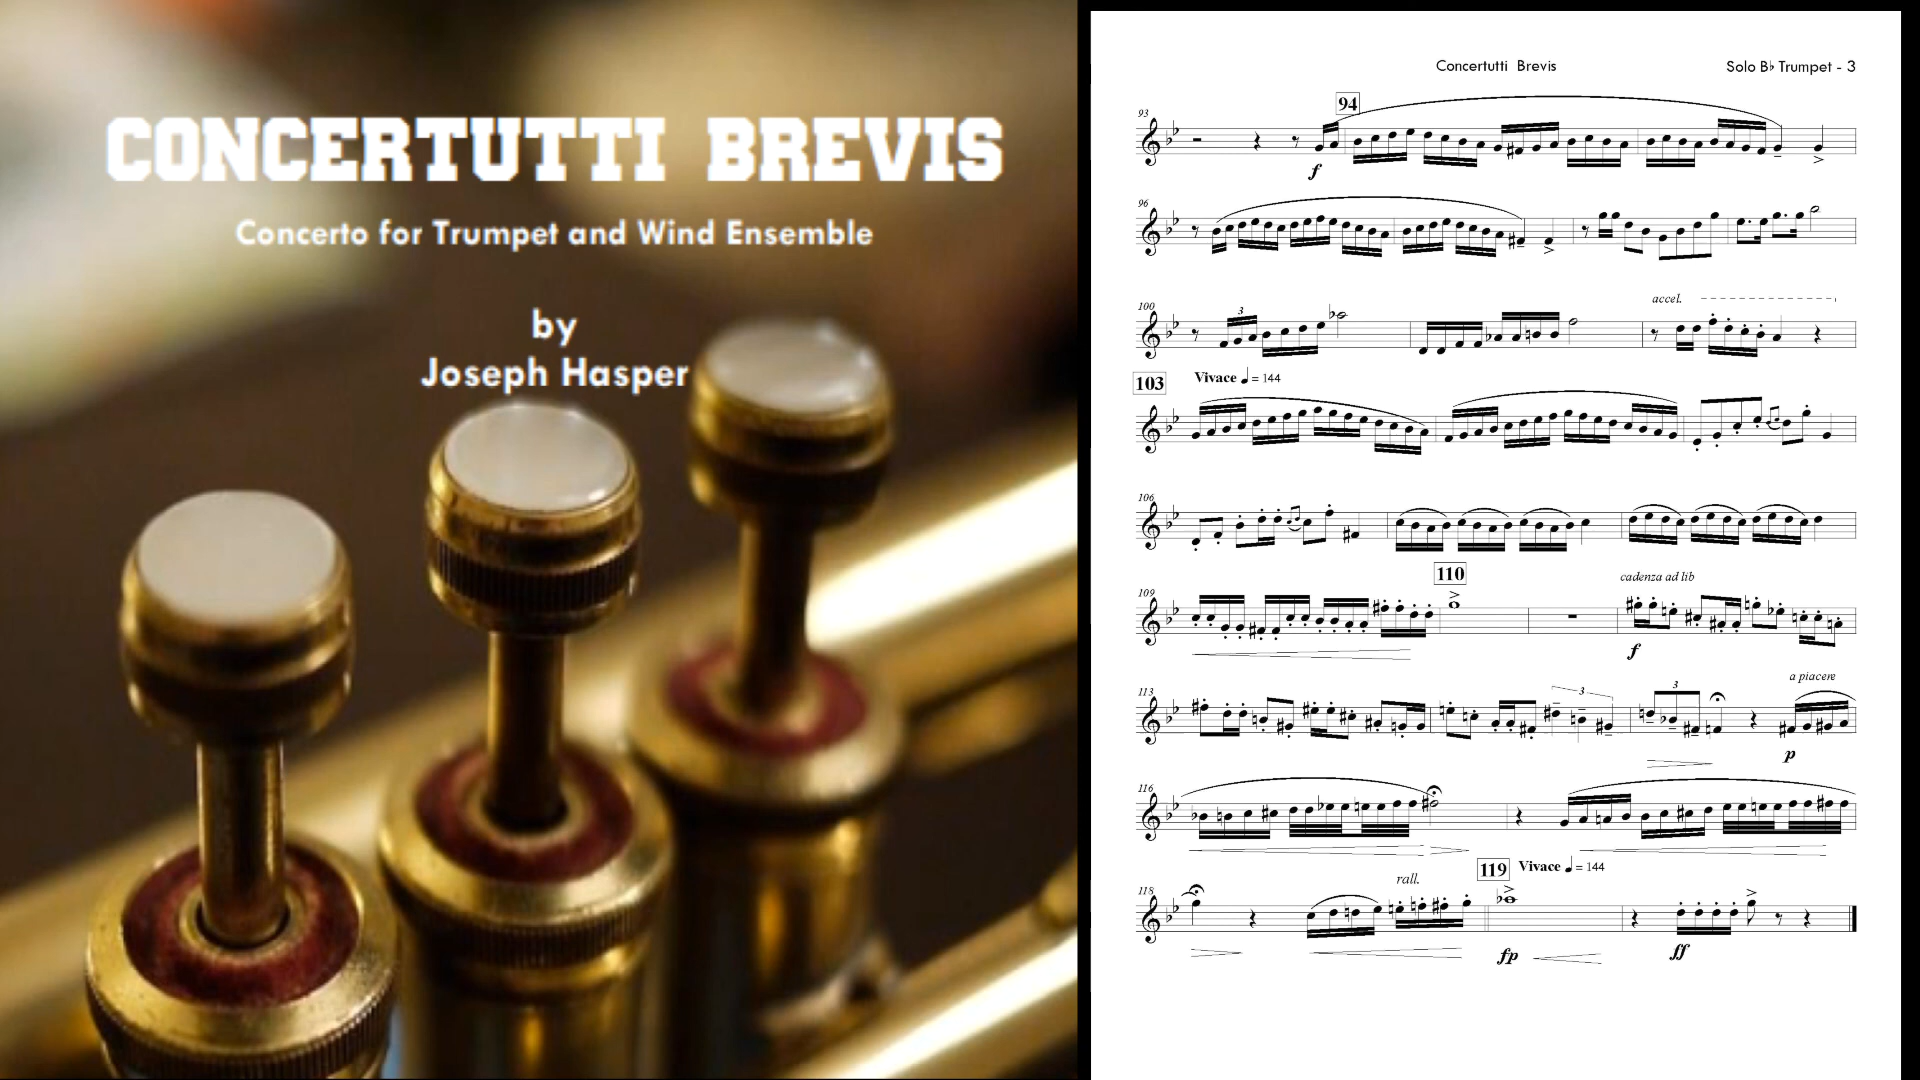 CONCERTUTTI BREVIS
Concerto for Trumpet and Wind Ensemble
by
Joseph Hasper
Concertutti Brevis
Solo B♭ Trumpet - 3
93
94
f
96
100
3
accel.
103
Vivace ♩ = 144
106
109
110
cadenza ad lib
f
113
3
3
a piacere
p
116
118
rall.
119
Vivace ♩ = 144
fp
ff